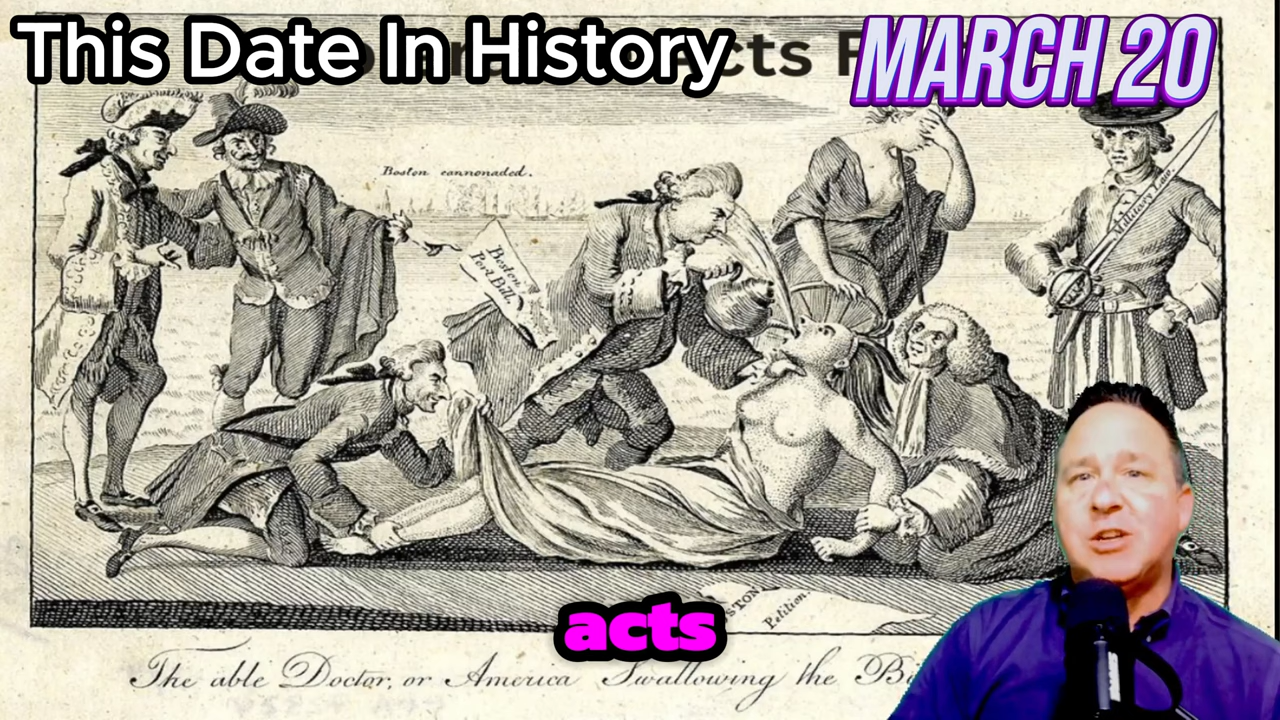 This Date In History
MARCH 20
Boston cannonaded.
Boston
Port Bill.
Military Law.
acts
Petition.
The able Doctor, or America Swallowing the